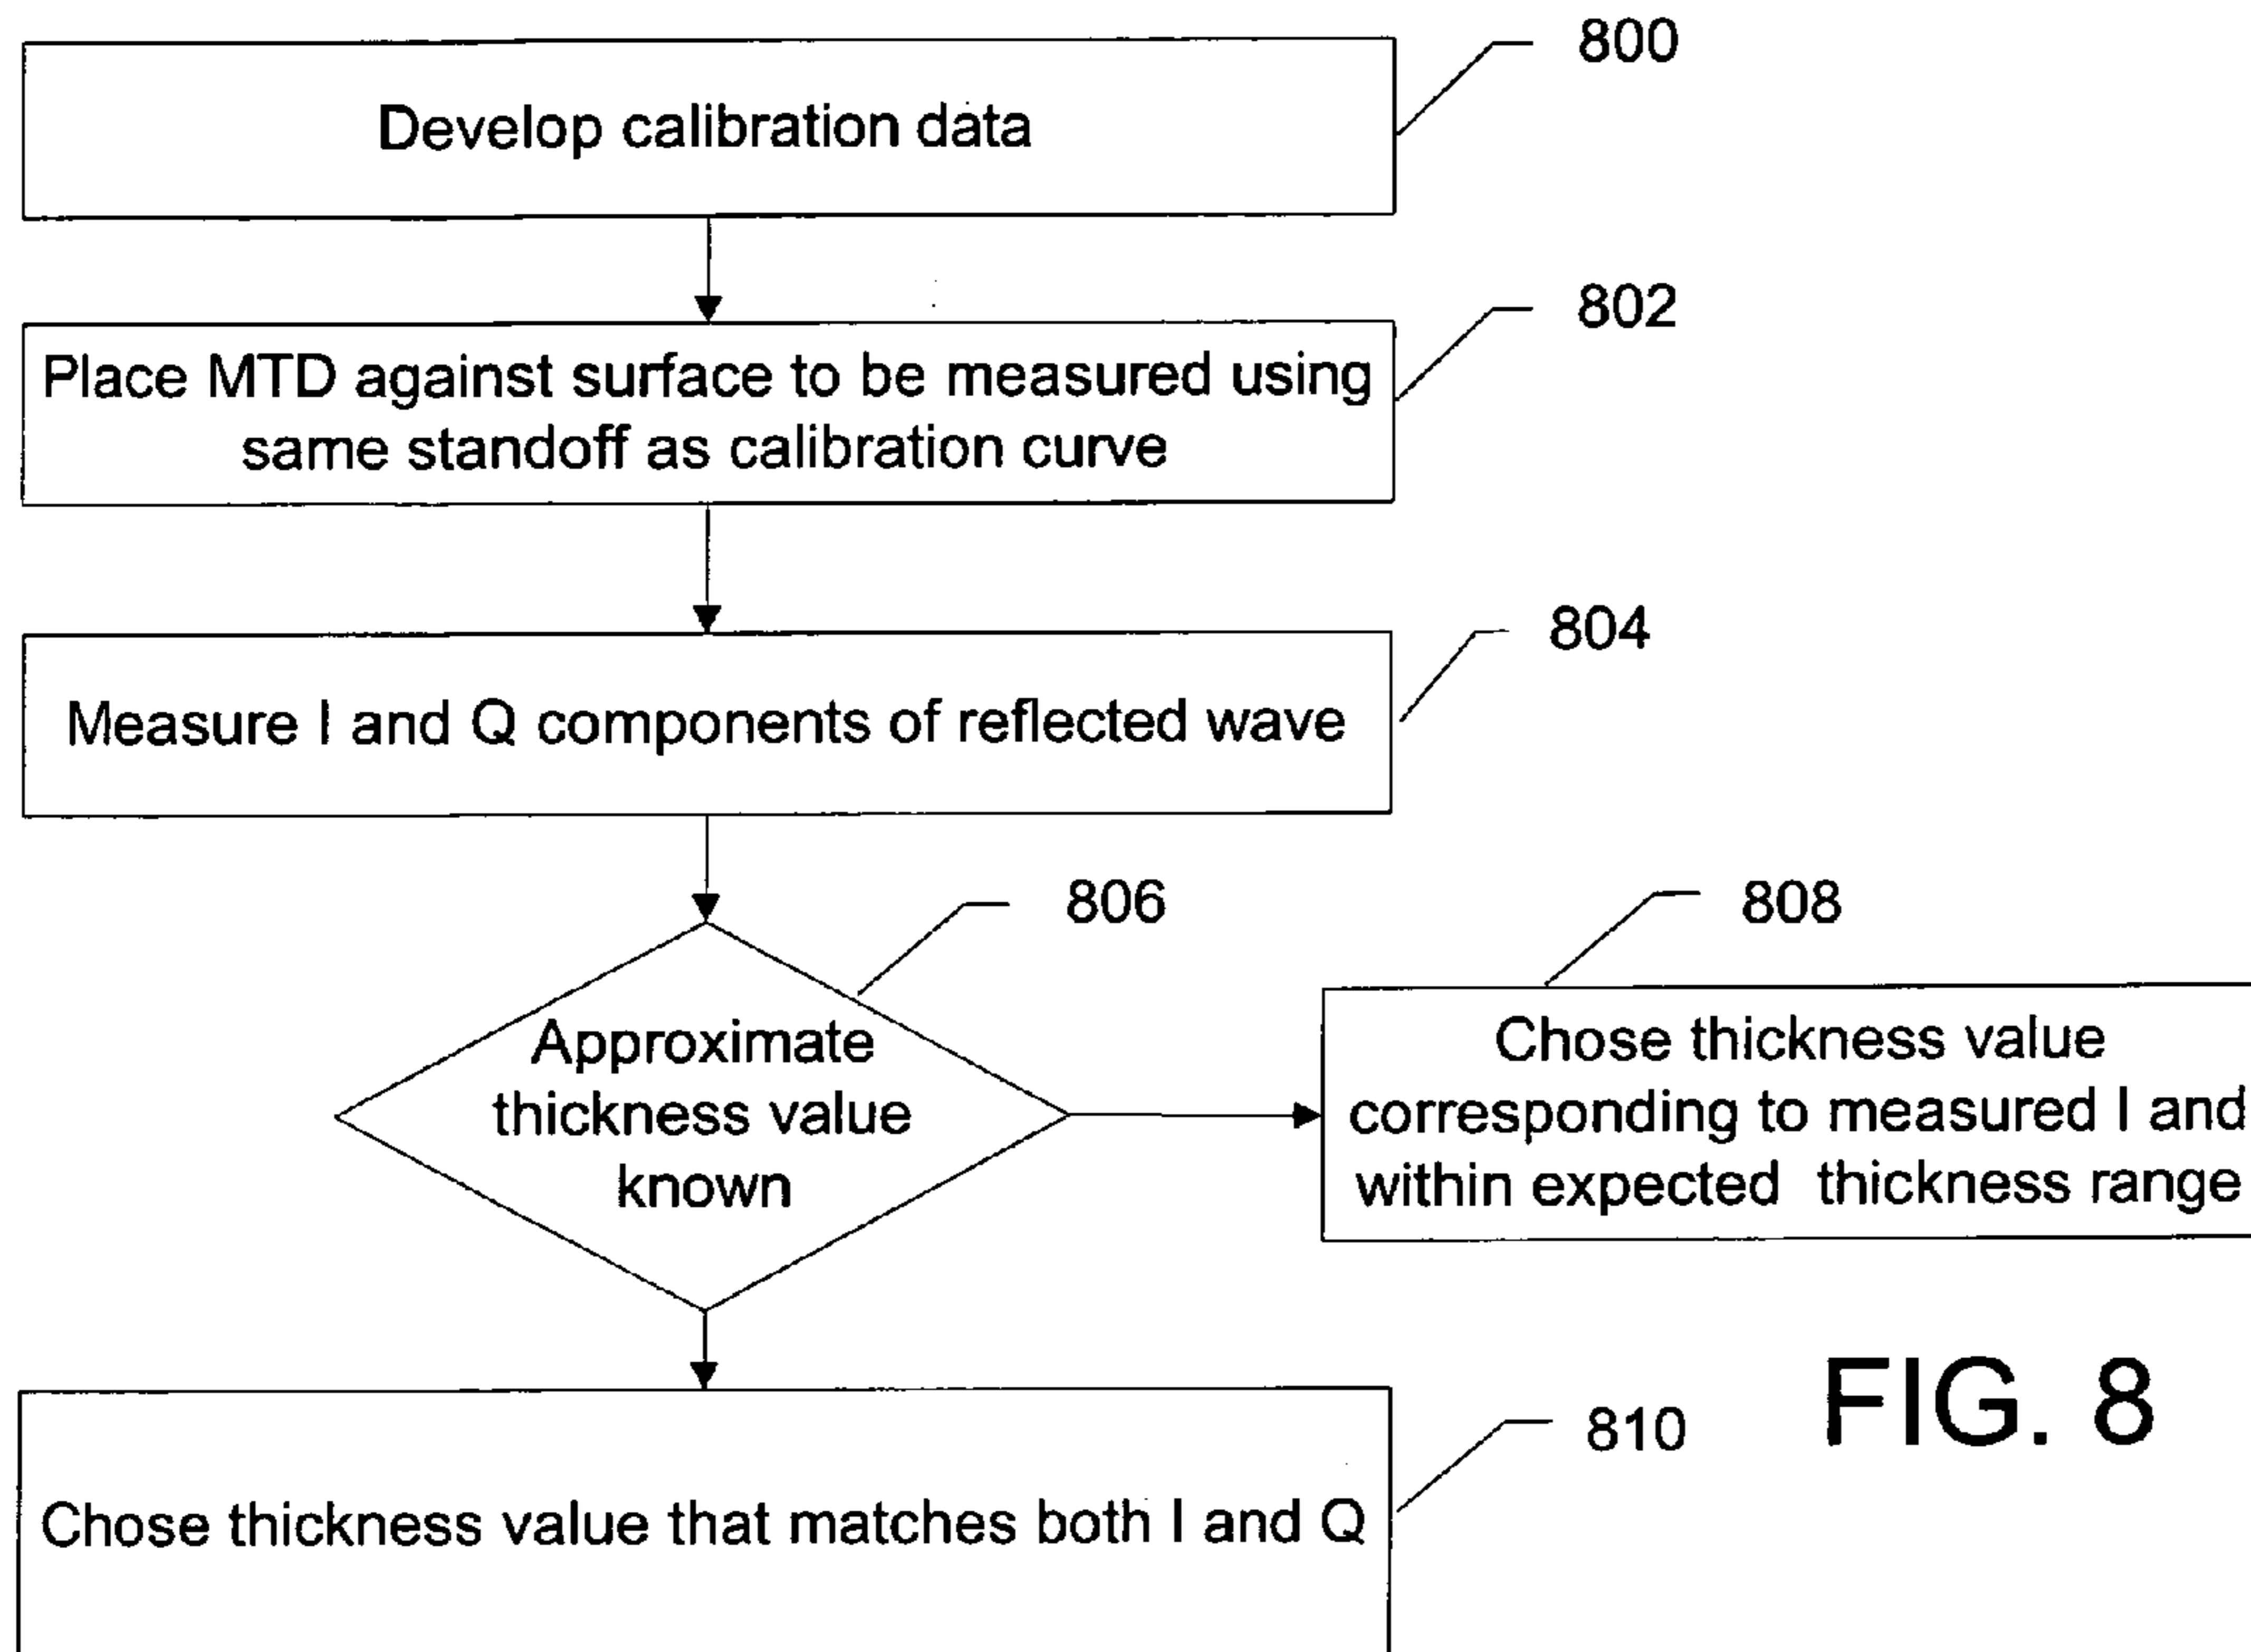 800
Develop calibration data
802
Place MTD against surface to be measured using
same standoff as calibration curve
804
Measure I and Q components of reflected wave
806
808
Approximate
thickness value
known
Chose thickness value
corresponding to measured I and
within expected thickness range
FIG. 8
810
Chose thickness value that matches both I and Q